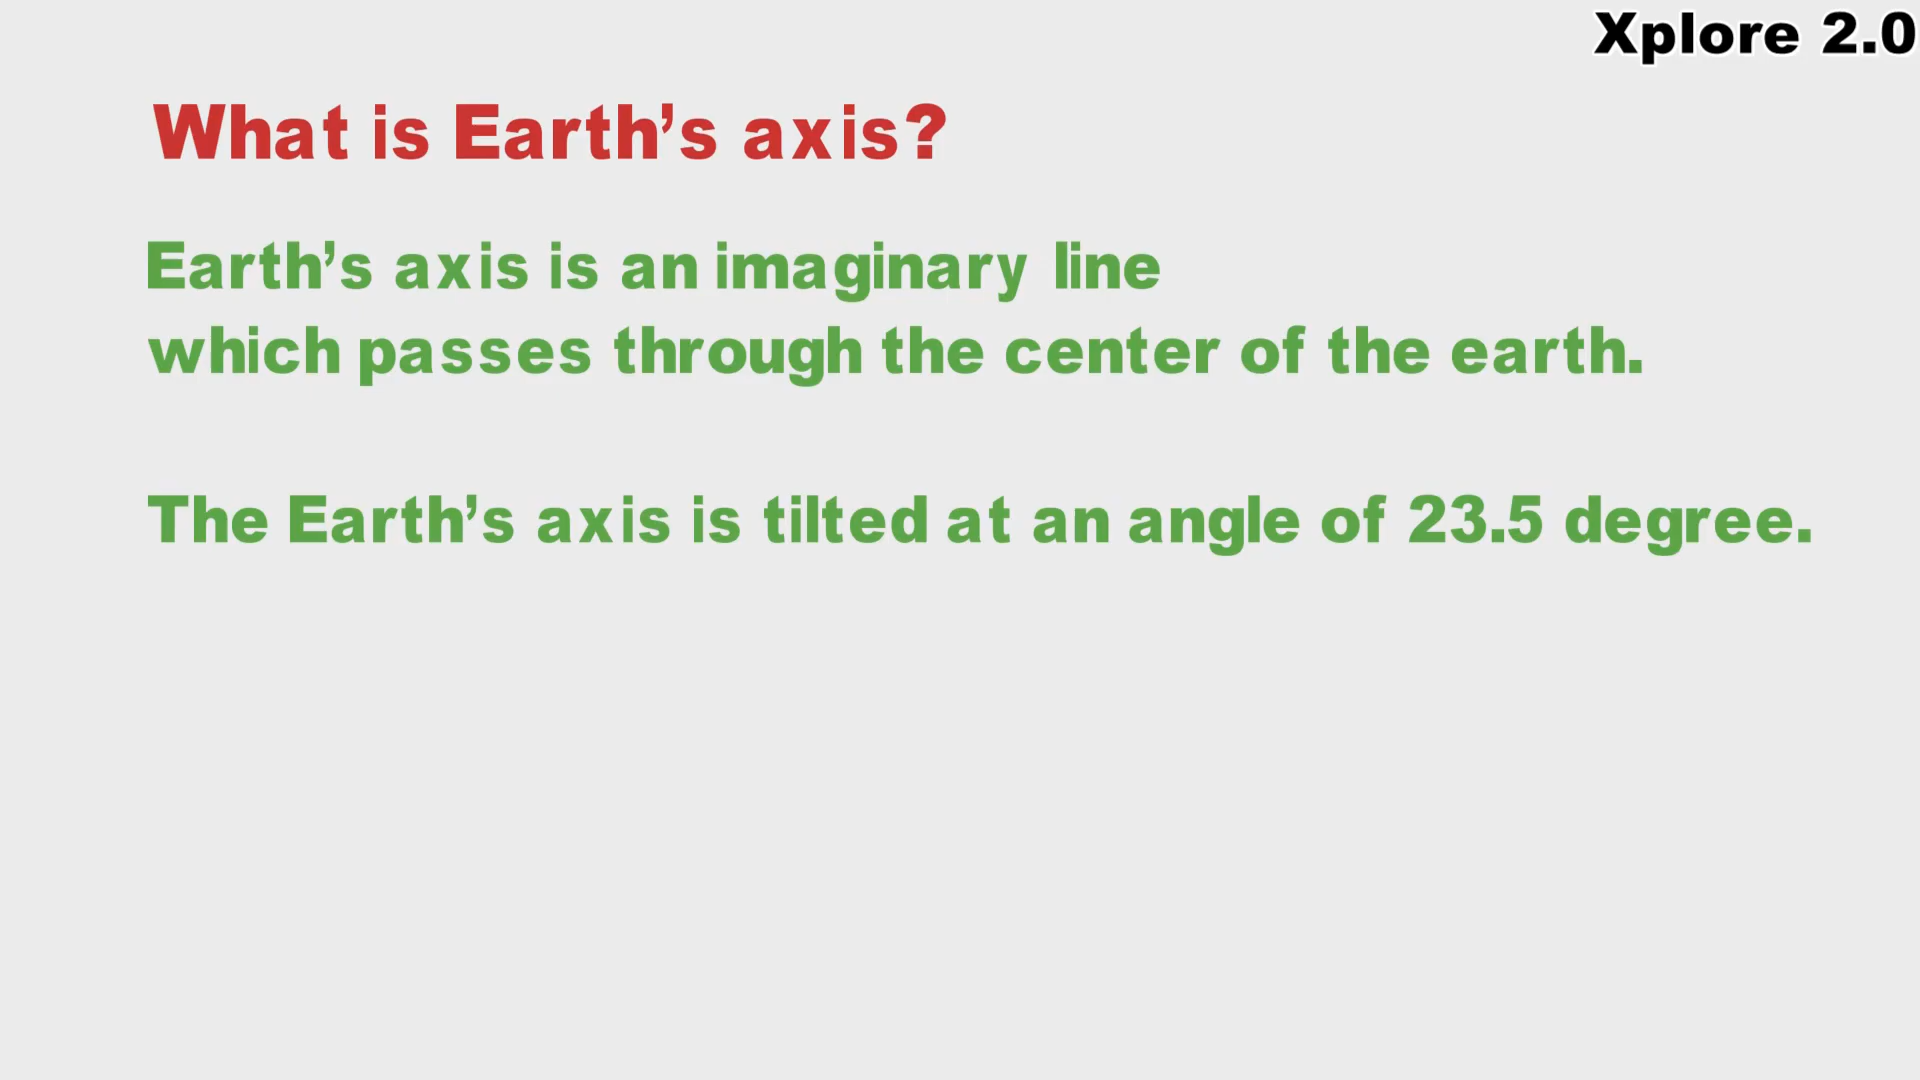 Xplore 2.0
What is Earth’s axis?
Earth’s axis is an imaginary line
which passes through the center of the earth.
The Earth’s axis is tilted at an angle of 23.5 degree.